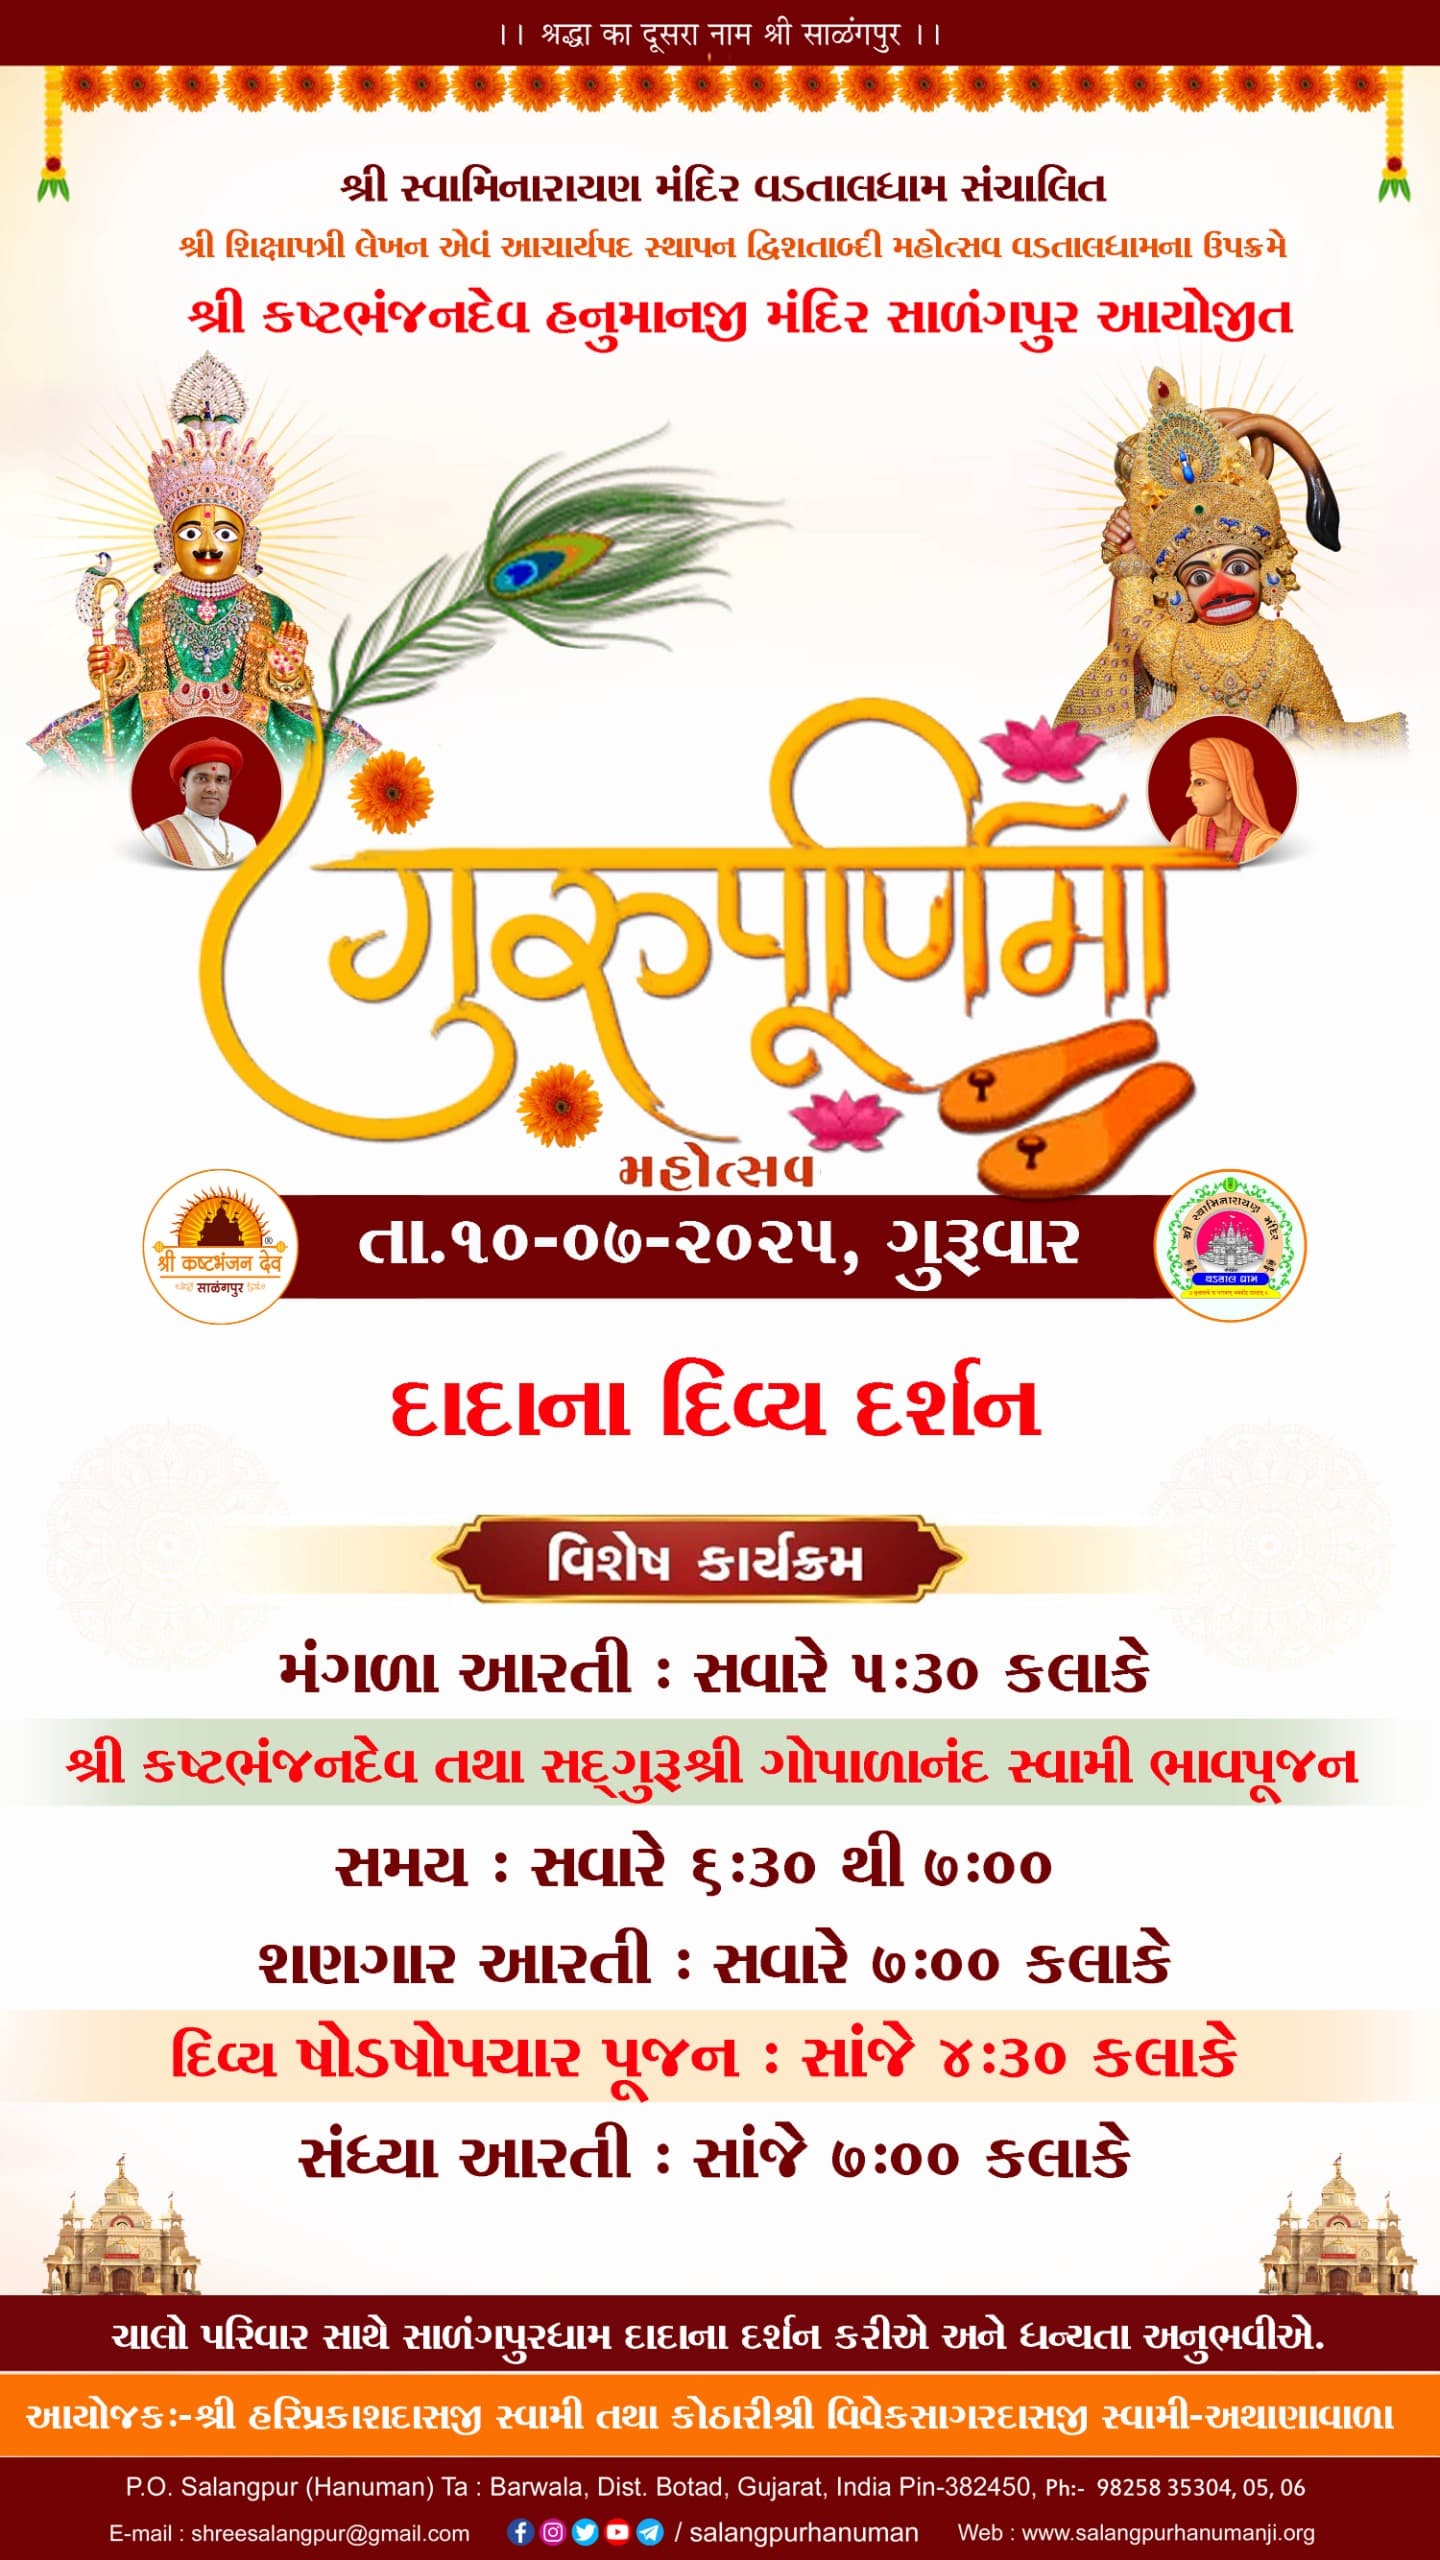 ।। श्रद्धा का दूसरा नाम श्री साळंगपुर ।।
શ્રી સ્વામિનારાયણ મંદિર વડતાલધામ સંચાલિત
શ્રી શિક્ષાપત્રી લેખન એવં આચાર્યપદ સ્થાપન દ્વિશતાબ્દી મહોત્સવ વડતાલધામના ઉપક્રમે
શ્રી કષ્ટભંજનદેવ હનુમાનજી મંદિર સાળંગપુર આયોજીત
गुरुपूर्णिमा
મહોત્સવ
श्री कष्टभंजन देव
साळंगपुर
તા.૧૦-૦૭-૨૦૨૫, ગુરૂવાર
શ્રી સ્વામિનારાયણ મંદિર
વડતાલ ધામ
દાદાના દિવ્ય દર્શન
વિશેષ કાર્યક્રમ
મંગળા આરતી : સવારે ૫:૩૦ કલાકે
શ્રી કષ્ટભંજનદેવ તથા સદ્‌ગુરૂશ્રી ગોપાળાનંદ સ્વામી ભાવપૂજન
સમય : સવારે ૬:૩૦ થી ૭:૦૦
શણગાર આરતી : સવારે ૭:૦૦ કલાકે
દિવ્ય ષોડષોપચાર પૂજન : સાંજે ૪:૩૦ કલાકે
સંધ્યા આરતી : સાંજે ૭:૦૦ કલાકે
ચાલો પરિવાર સાથે સાળંગપુરધામ દાદાના દર્શન કરીએ અને ધન્યતા અનુભવીએ.
આયોજક:-શ્રી હરિપ્રકાશદાસજી સ્વામી તથા કોઠારીશ્રી વિવેકસાગરદાસજી સ્વામી-અથાણાવાળા
P.O. Salangpur (Hanuman) Ta : Barwala, Dist. Botad, Gujarat, India Pin-382450, Ph:- 98258 35304, 05, 06
E-mail : shreesalangpur@gmail.com / salangpurhanuman Web : www.salangpurhanumanji.org